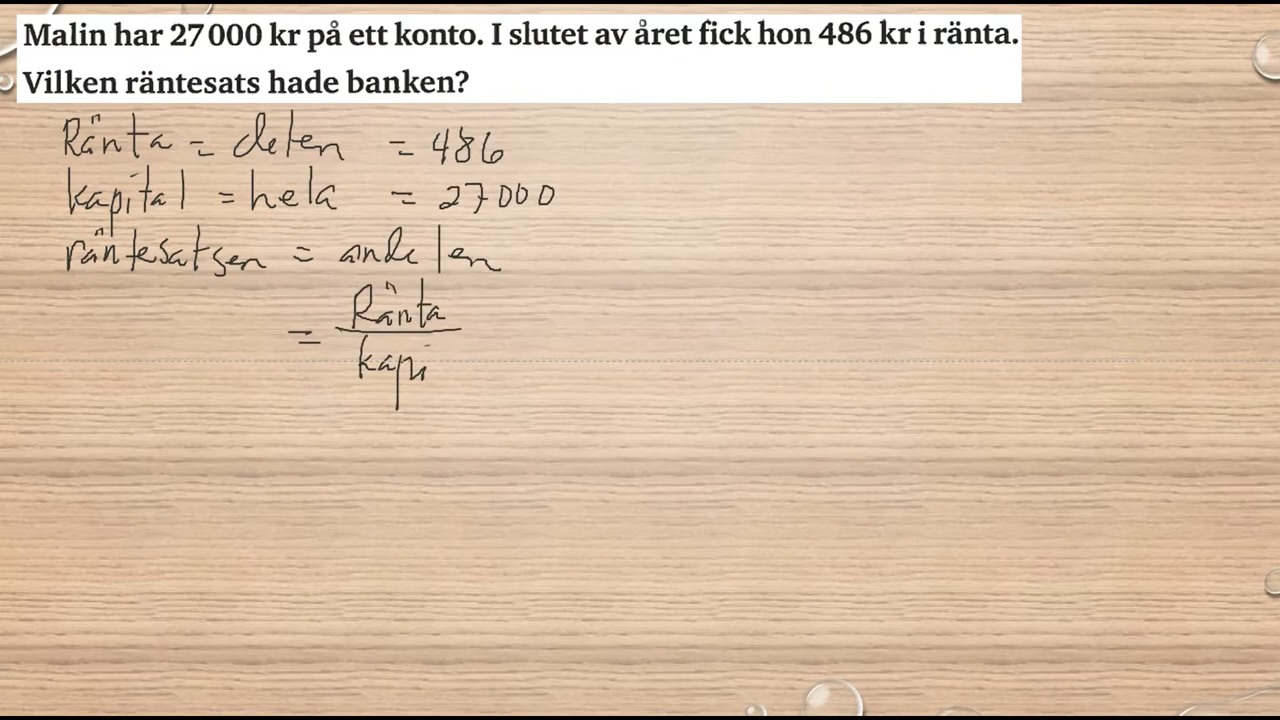 Malin har 27 000 kr på ett konto. I slutet av året fick hon 486 kr i ränta.
Vilken räntesats hade banken?
Ränta = delen = 486
kapital = hela = 27000
räntesatsen = andelen
= Ränta
kapi